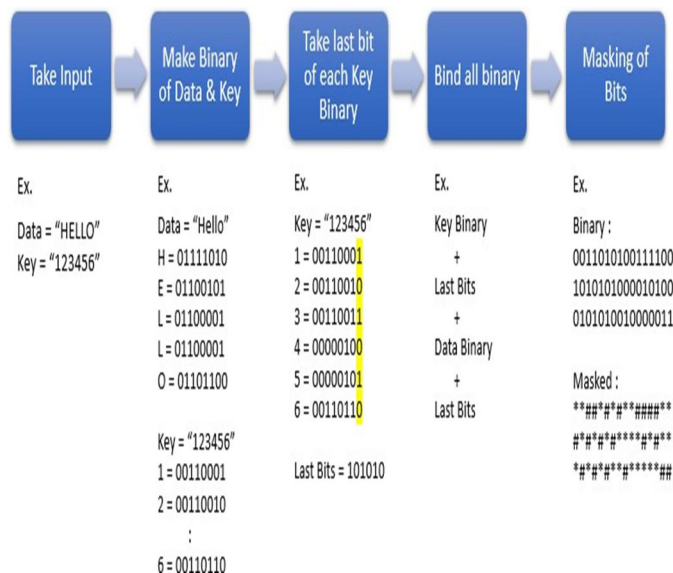 Take Input
Make Binary
of Data & Key
Take last bit
of each Key
Binary
Bind all binary
Masking of
Bits
Ex.
Data = “HELLO”
Key = “123456”
Ex.
Data = “Hello”
H = 01111010
E = 01100101
L = 01100001
L = 01100001
O = 01101100
Key = “123456”
1 = 00110001
2 = 00110010
:
6 = 00110110
Ex.
Key = “123456”
1 = 00110001
2 = 00110010
3 = 00110011
4 = 00000100
5 = 00000101
6 = 00110110
Last Bits = 101010
Ex.
Key Binary
+
Last Bits
+
Data Binary
+
Last Bits
Ex.
Binary :
0011010100111100
1010101000010100
0101010010000011
Masked :
**##*#*#**####**
#*#*#*#****#*#**
*#*#*#**#*****##